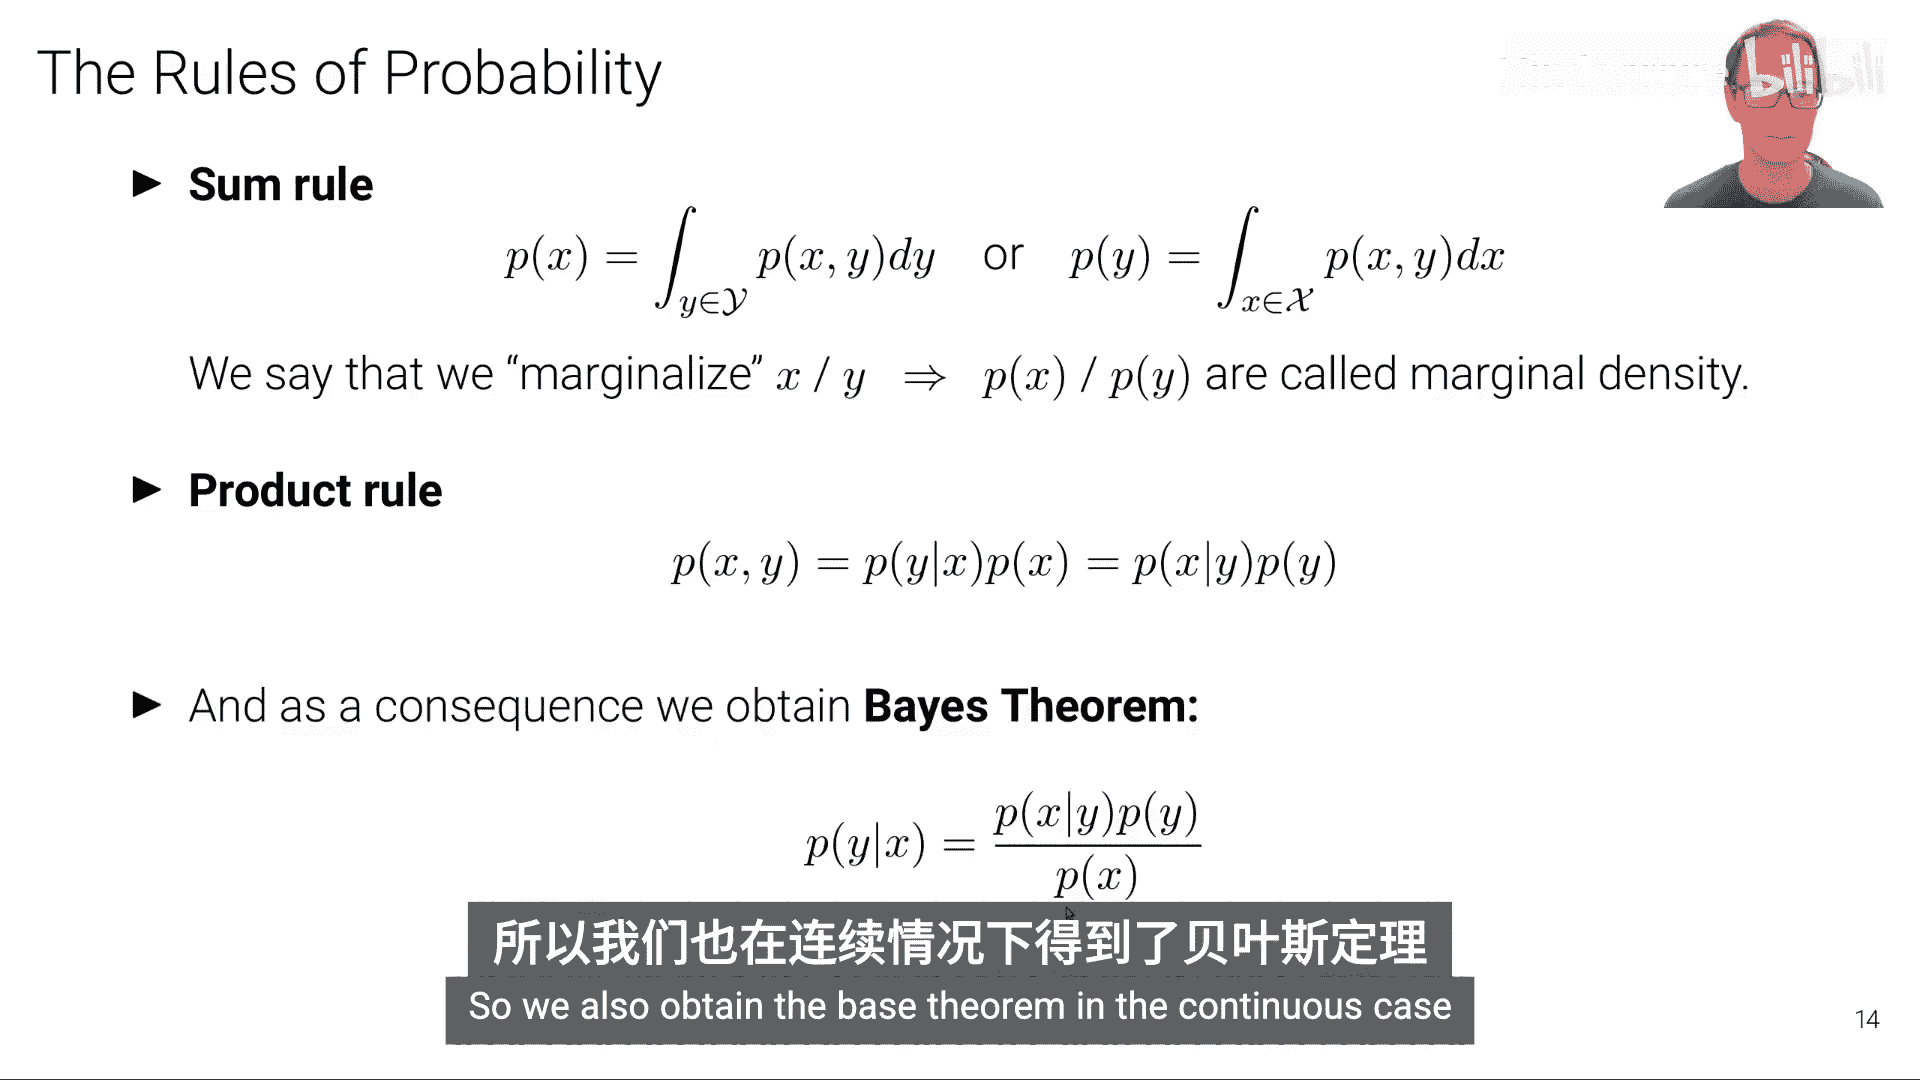 The Rules of Probability
bilibili
► Sum rule
p(x) = ∫_{y∈𝒴} p(x, y)dy or p(y) = ∫_{x∈𝒳} p(x, y)dx
We say that we “marginalize” x / y ⇒ p(x) / p(y) are called marginal density.
► Product rule
p(x, y) = p(y|x)p(x) = p(x|y)p(y)
► And as a consequence we obtain Bayes Theorem:
p(y|x) = p(x|y)p(y) / p(x)
所以我们也在连续情况下得到了贝叶斯定理
So we also obtain the base theorem in the continuous case
14